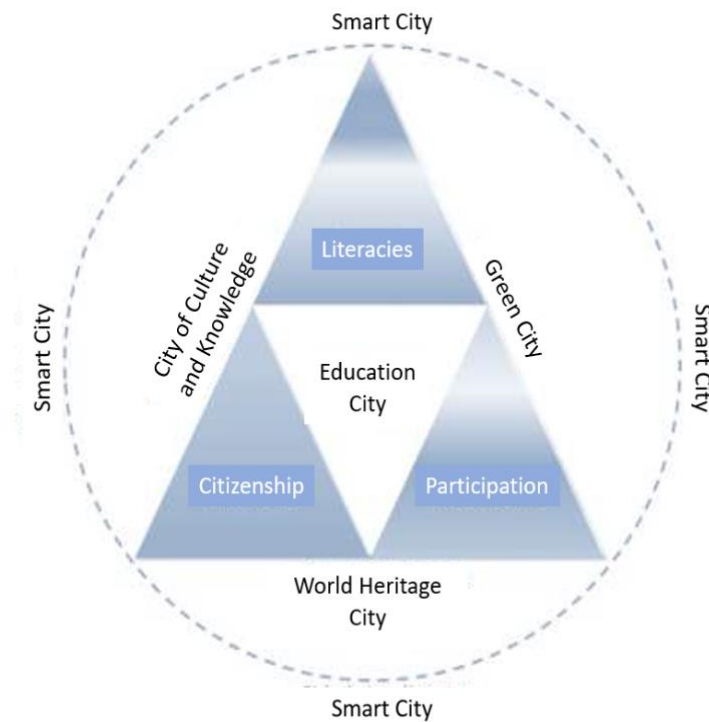 Smart City
Literacies
City of Culture
and Knowledge
Green City
Smart City
Smart City
Education
City
Citizenship
Participation
World Heritage
City
Smart City